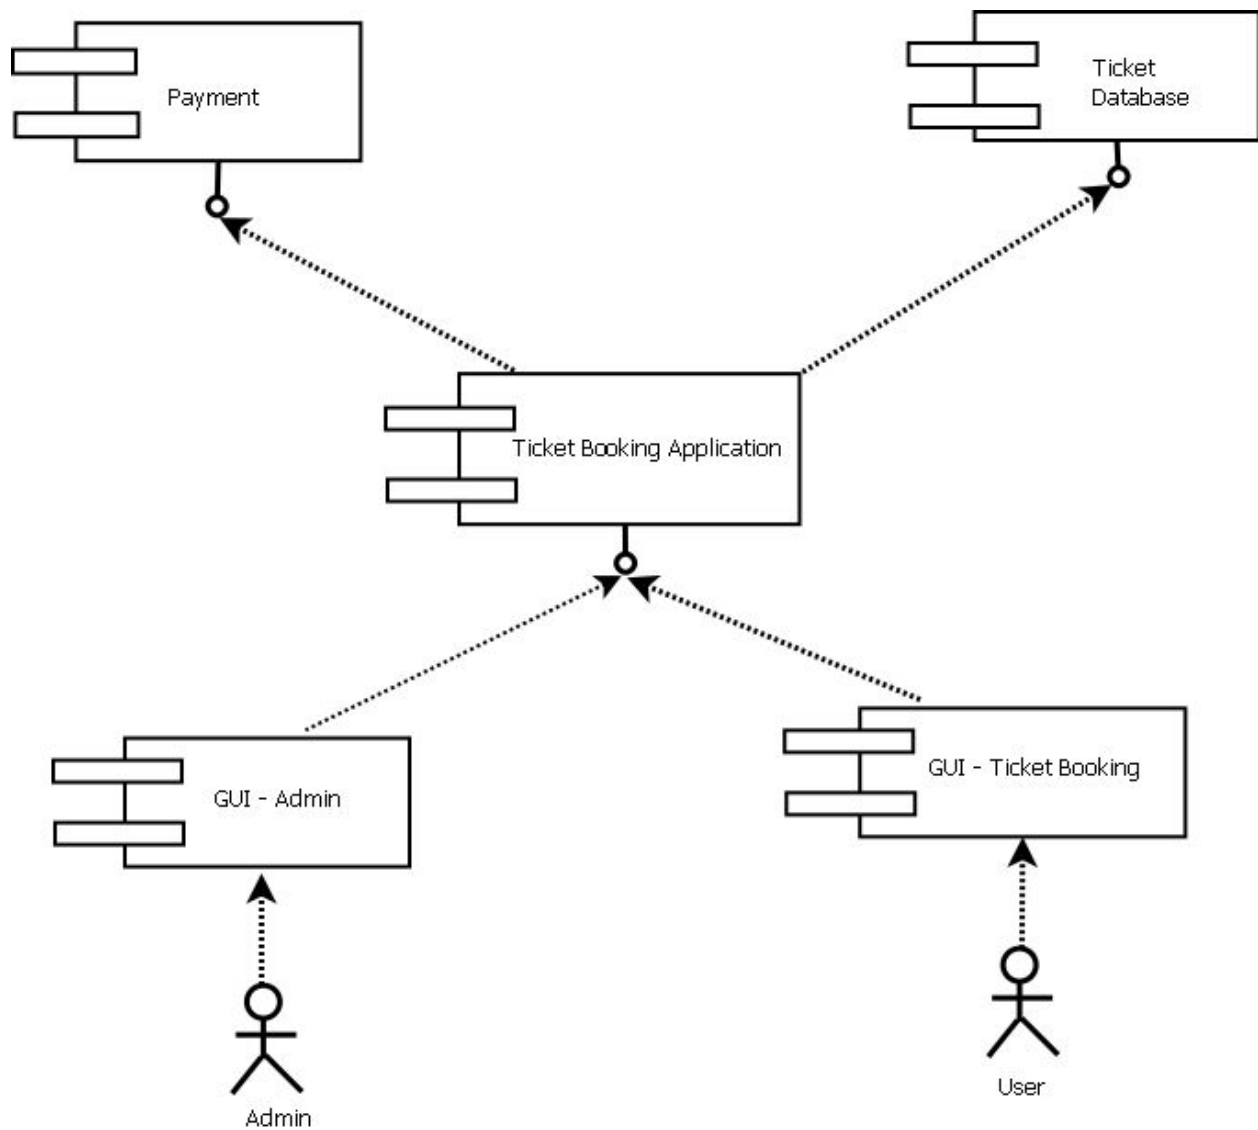 Payment
Ticket
Database
Ticket Booking Application
GUI - Admin
GUI - Ticket Booking
Admin
User